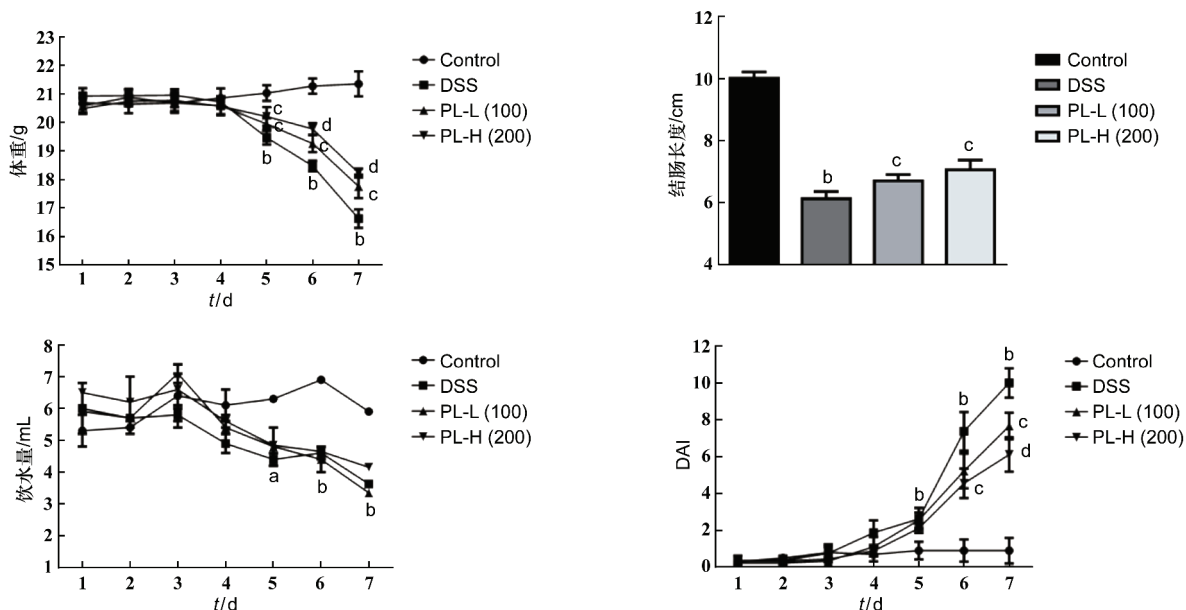 23
22
21
20
19
18
17
16
15
体重/g
1 2 3 4 5 6 7
t/d
c
c
b
d
c
b
d
c
b
Control
DSS
PL-L (100)
PL-H (200)
12
10
8
6
4
结肠长度/cm
b
c
c
Control
DSS
PL-L (100)
PL-H (200)
8
7
6
5
4
3
2
1
饮水量/mL
1 2 3 4 5 6 7
t/d
a
b
b
Control
DSS
PL-L (100)
PL-H (200)
12
10
8
6
4
2
0
DAI
1 2 3 4 5 6 7
t/d
b
b
c
b
c
d
Control
DSS
PL-L (100)
PL-H (200)